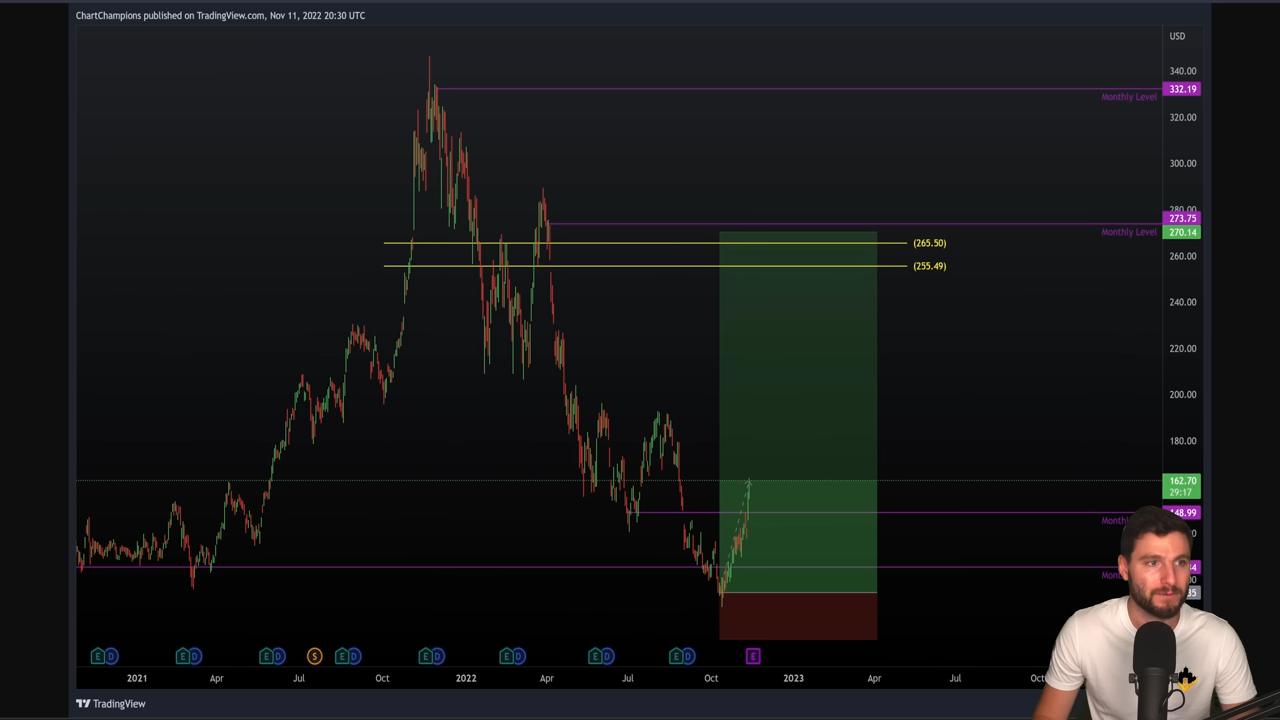 ChartChampions published on TradingView.com, Nov 11, 2022 20:30 UTC
USD
340.00
332.19
Monthly Level
320.00
300.00
280.00
273.75
Monthly Level
270.14
(265.50)
260.00
(255.49)
240.00
220.00
200.00
180.00
162.70
29:17
148.99
E D E D E D S E D E D E D E D E D E
2021 Apr Jul Oct 2022 Apr Jul Oct 2023 Apr Jul
TradingView